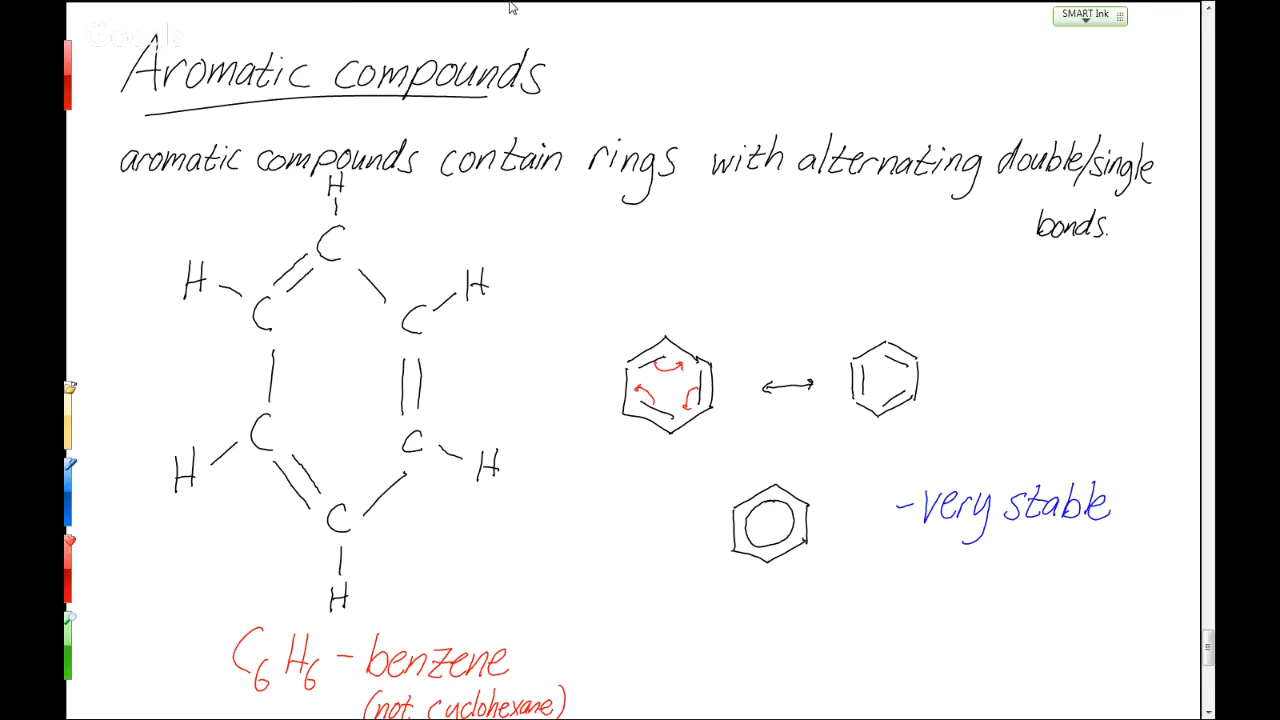 SMART Ink
Aromatic compounds
aromatic compounds contain rings with alternating double/single
bonds.
H
C
H
H
C
C
C
C
H
H
C
H
-very stable
C6H6 - benzene
(not cyclohexane)